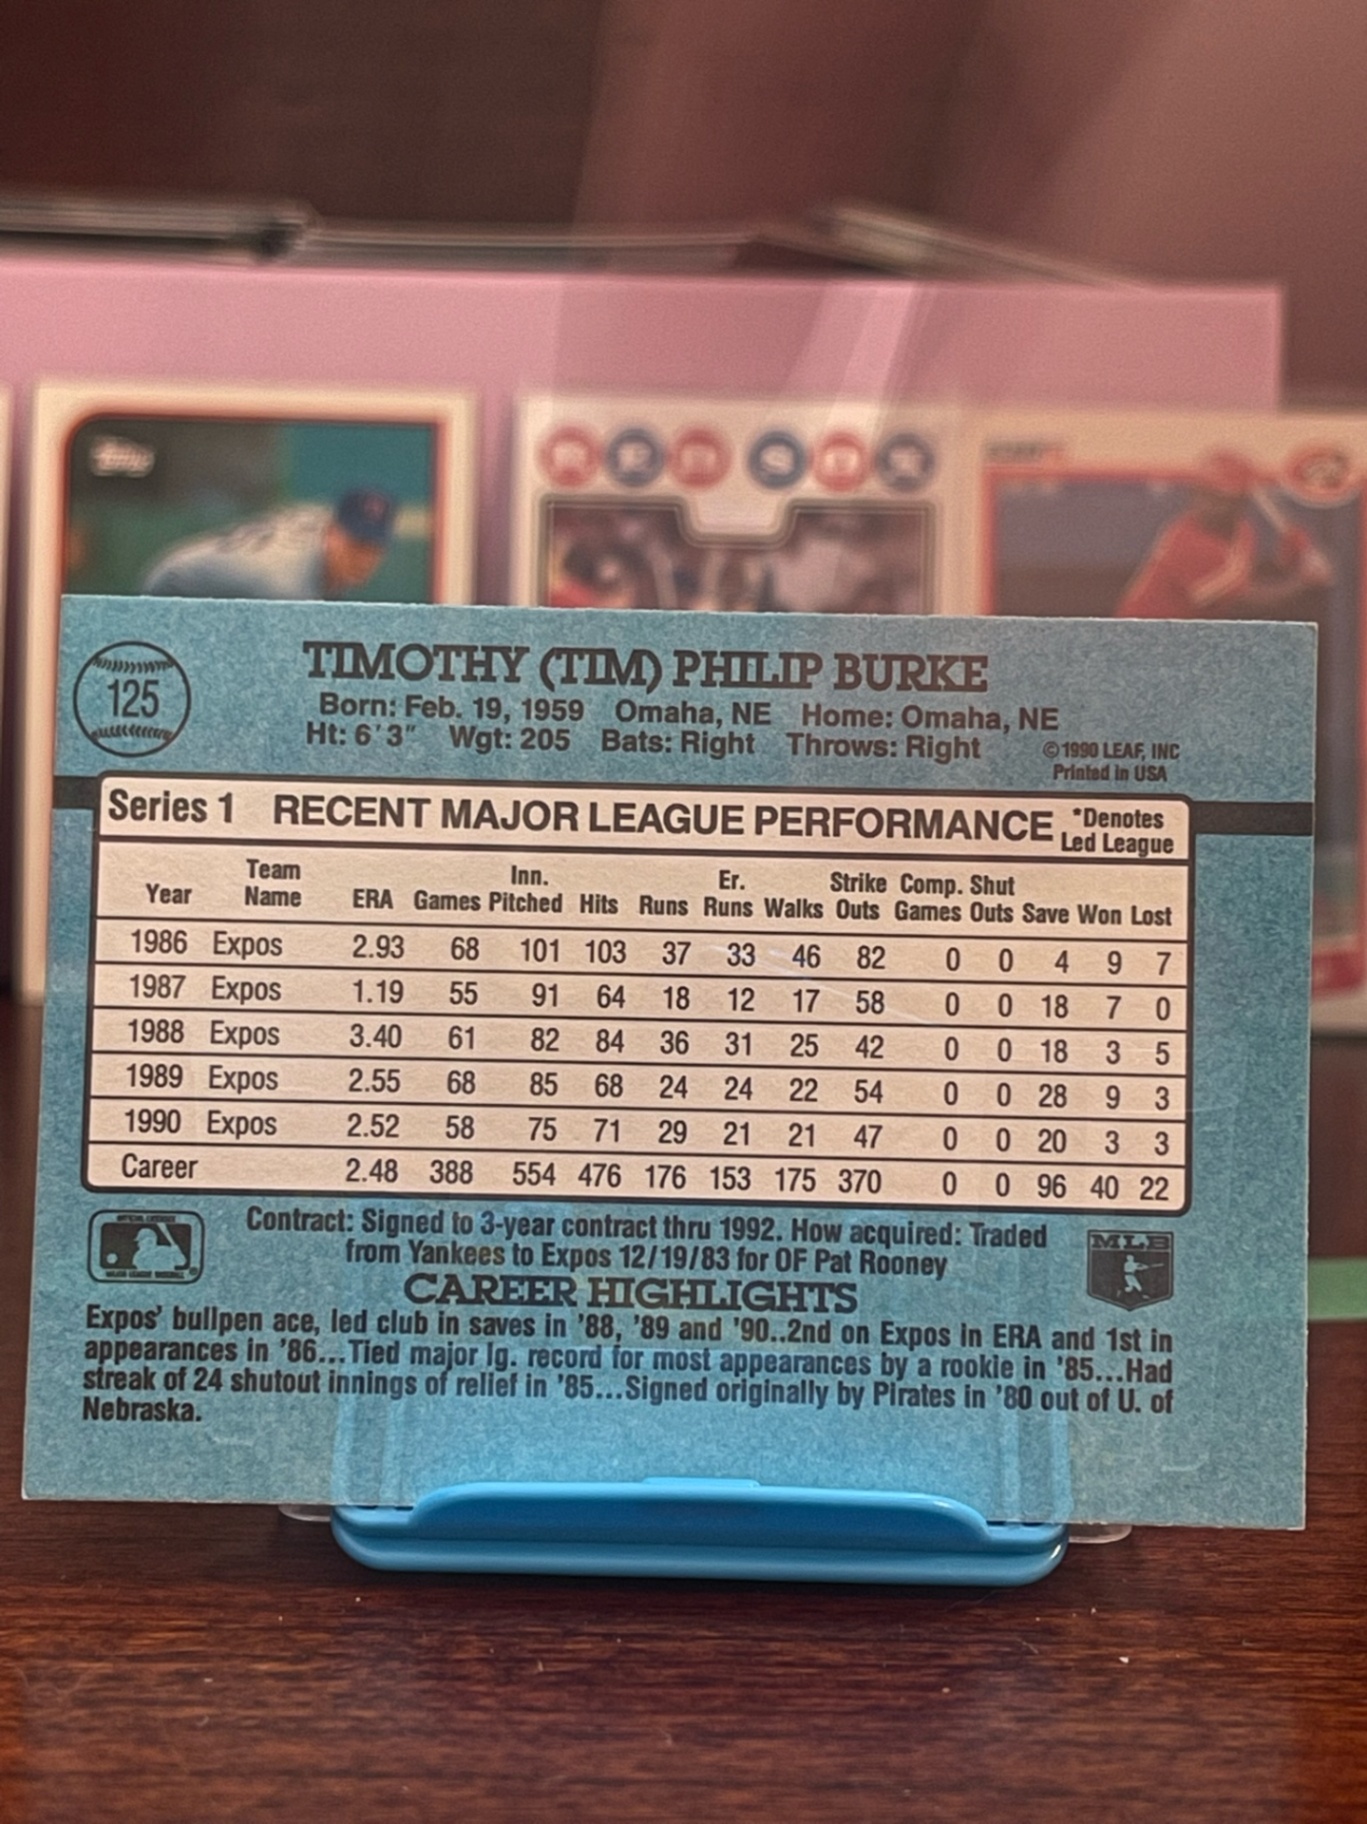 Topps
RED SOX
125
TIMOTHY (TIM) PHILIP BURKE
Born: Feb. 19, 1959 Omaha, NE Home: Omaha, NE
Ht: 6'3" Wgt: 205 Bats: Right Throws: Right
©1990 LEAF, INC
Printed in USA
Series 1 RECENT MAJOR LEAGUE PERFORMANCE *Denotes Led League
Year Team Name ERA Games Inn. Pitched Hits Runs Er. Runs Walks Strike Outs Comp. Games Shut Outs Save Won Lost
1986 Expos 2.93 68 101 103 37 33 46 82 0 0 4 9 7
1987 Expos 1.19 55 91 64 18 12 17 58 0 0 18 7 0
1988 Expos 3.40 61 82 84 36 31 25 42 0 0 18 3 5
1989 Expos 2.55 68 85 68 24 24 22 54 0 0 28 9 3
1990 Expos 2.52 58 75 71 29 21 21 47 0 0 20 3 3
Career 2.48 388 554 476 176 153 175 370 0 0 96 40 22
Contract: Signed to 3-year contract thru 1992. How acquired: Traded
from Yankees to Expos 12/19/83 for OF Pat Rooney
MLB
CAREER HIGHLIGHTS
Expos' bullpen ace, led club in saves in '88, '89 and '90..2nd on Expos in ERA and 1st in
appearances in '86...Tied major lg. record for most appearances by a rookie in '85...Had
streak of 24 shutout innings of relief in '85...Signed originally by Pirates in '80 out of U. of
Nebraska.